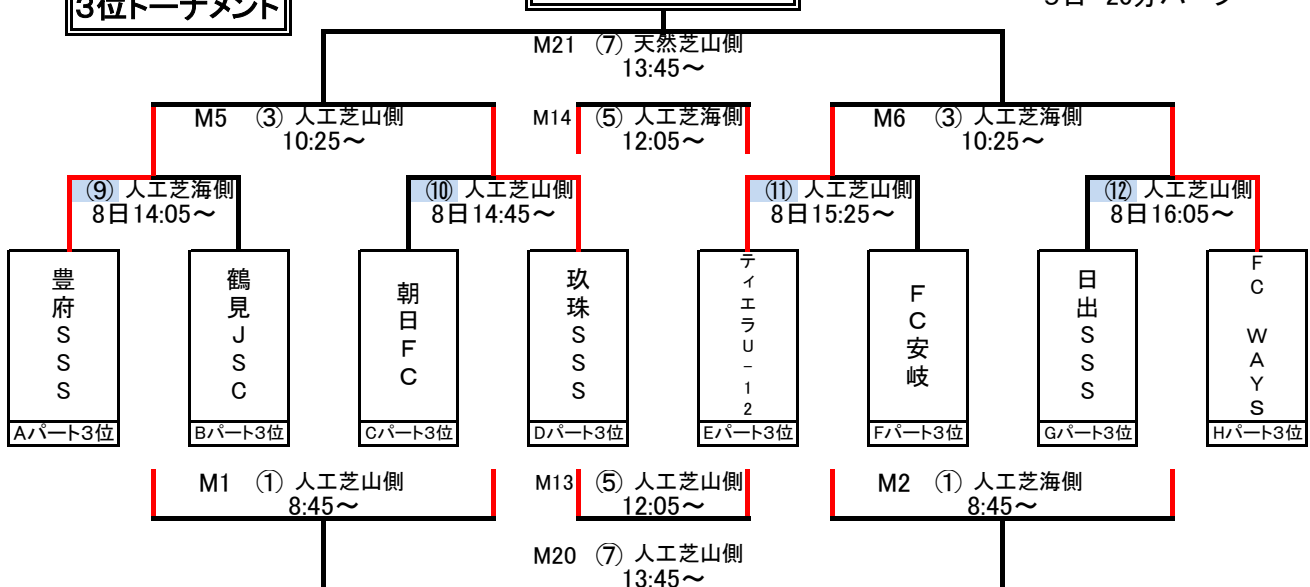 3位トーナメント
M21 ⑦ 天然芝山側
13:45～
M5 ③ 人工芝山側
10:25～
M14 ⑤ 人工芝海側
12:05～
M6 ③ 人工芝海側
10:25～
⑨ 人工芝海側
8日14:05～
⑩ 人工芝山側
8日14:45～
⑪ 人工芝山側
8日15:25～
⑫ 人工芝山側
8日16:05～
豊府SSS
鶴見JSC
朝日FC
玖珠SSS
ティエラU-12
FC安岐
日出SSS
FC WAYS
Aパート3位
Bパート3位
Cパート3位
Dパート3位
Eパート3位
Fパート3位
Gパート3位
Hパート3位
M1 ① 人工芝山側
8:45～
M13 ⑤ 人工芝山側
12:05～
M2 ① 人工芝海側
8:45～
M20 ⑦ 人工芝山側
13:45～